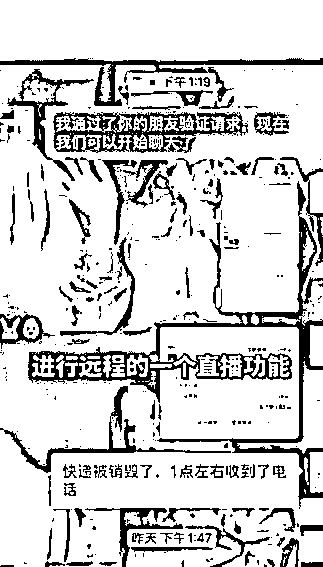 下午1:19
我通过了你的朋友验证请求，现在
我们可以开始聊天了
进行远程的一个直播功能
快递被销毁了，1点左右收到了电
话
昨天 下午1:47